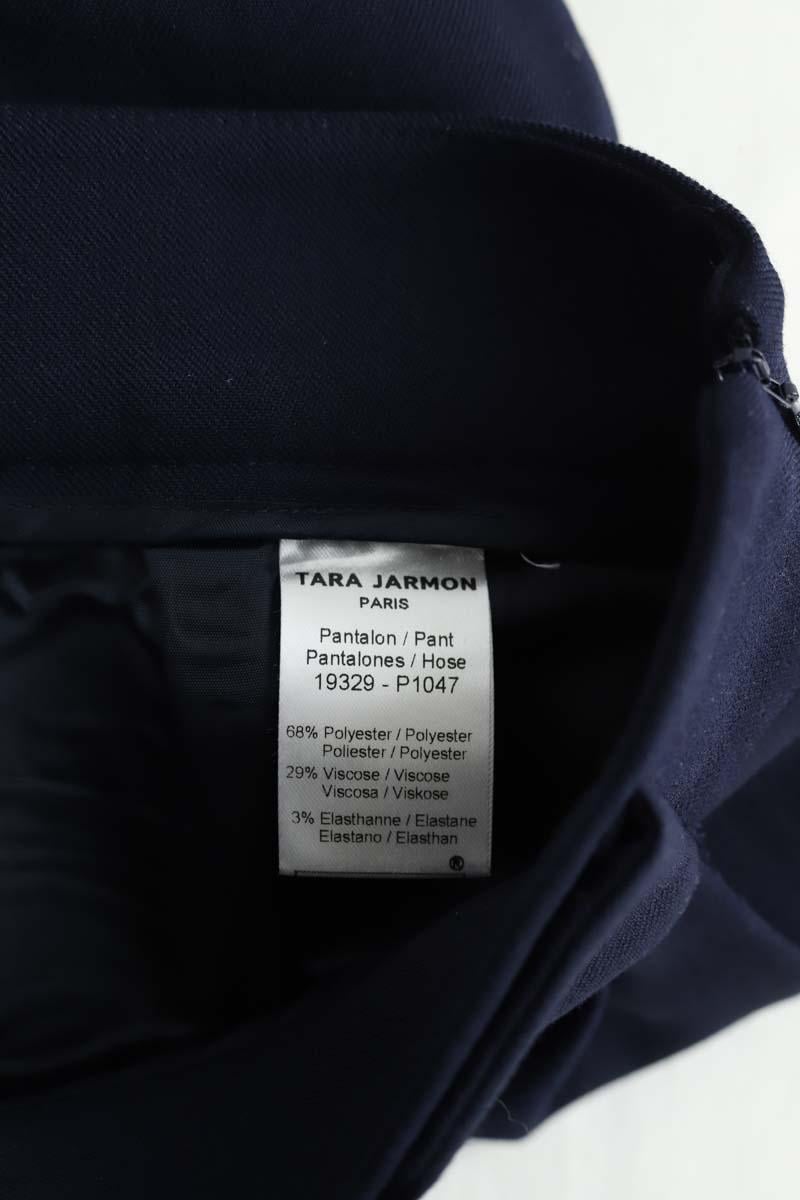 TARA JARMON
PARIS
Pantalon / Pant
Pantalones / Hose
19329 - P1047
68% Polyester / Polyester
Poliester / Polyester
29% Viscose / Viscose
Viscosa / Viskose
3% Elasthanne / Elastane
Elastano / Elasthan
®